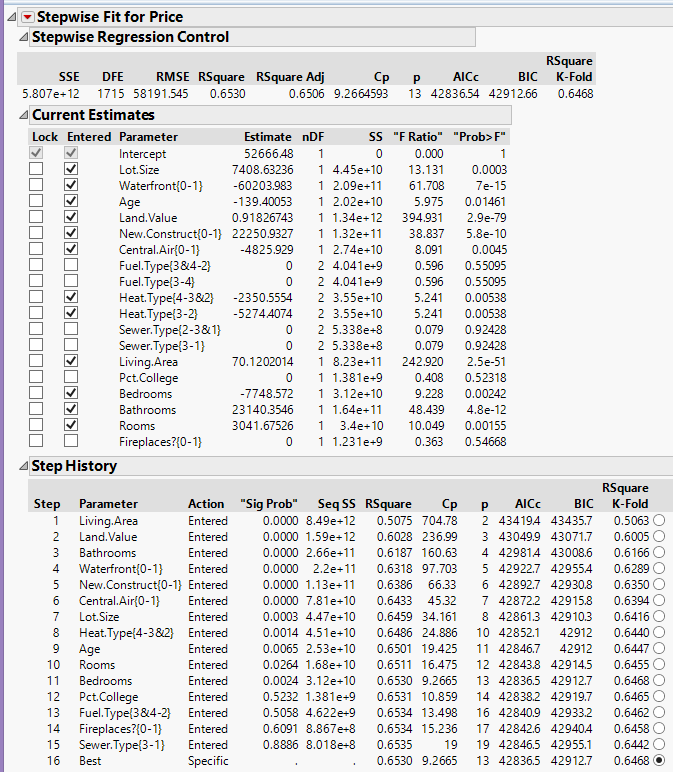 Stepwise Fit for Price
Stepwise Regression Control
RSquare
SSE DFE RMSE RSquare RSquare Adj Cp p AICc BIC K-Fold
5.807e+12 1715 58191.545 0.6530 0.6506 9.2664593 13 42836.54 42912.66 0.6468
Current Estimates
Lock Entered Parameter Estimate nDF SS "F Ratio" "Prob>F"
Intercept 52666.48 1 0 0.000 1
Lot.Size 7408.63236 1 4.45e+10 13.131 0.0003
Waterfront{0-1} -60203.983 1 2.09e+11 61.708 7e-15
Age -139.40053 1 2.02e+10 5.975 0.01461
Land.Value 0.91826743 1 1.34e+12 394.931 2.9e-79
New.Construct{0-1} 22250.9327 1 1.32e+11 38.837 5.8e-10
Central.Air{0-1} -4825.929 1 2.74e+10 8.091 0.0045
Fuel.Type{3&4-2} 0 2 4.041e+9 0.596 0.55095
Fuel.Type{3-4} 0 2 4.041e+9 0.596 0.55095
Heat.Type{4-3&2} -2350.5554 2 3.55e+10 5.241 0.00538
Heat.Type{3-2} -5274.4074 2 3.55e+10 5.241 0.00538
Sewer.Type{2-3&1} 0 2 5.338e+8 0.079 0.92428
Sewer.Type{3-1} 0 2 5.338e+8 0.079 0.92428
Living.Area 70.1202014 1 8.23e+11 242.920 2.5e-51
Pct.College 0 1 1.381e+9 0.408 0.52318
Bedrooms -7748.572 1 3.12e+10 9.228 0.00242
Bathrooms 23140.3546 1 1.64e+11 48.439 4.8e-12
Rooms 3041.67526 1 3.4e+10 10.049 0.00155
Fireplaces?{0-1} 0 1 1.231e+9 0.363 0.54668
Step History
RSquare
Step Parameter Action "Sig Prob" Seq SS RSquare Cp p AICc BIC K-Fold
1 Living.Area Entered 0.0000 8.49e+12 0.5075 704.78 2 43419.4 43435.7 0.5063
2 Land.Value Entered 0.0000 1.59e+12 0.6028 236.99 3 43049.9 43071.7 0.6005
3 Bathrooms Entered 0.0000 2.66e+11 0.6187 160.63 4 42981.4 43008.6 0.6166
4 Waterfront{0-1} Entered 0.0000 2.2e+11 0.6318 97.703 5 42922.7 42955.4 0.6289
5 New.Construct{0-1} Entered 0.0000 1.13e+11 0.6386 66.33 6 42892.7 42930.8 0.6350
6 Central.Air{0-1} Entered 0.0000 7.81e+10 0.6433 45.32 7 42872.2 42915.8 0.6394
7 Lot.Size Entered 0.0003 4.47e+10 0.6459 34.161 8 42861.3 42910.3 0.6416
8 Heat.Type{4-3&2} Entered 0.0014 4.51e+10 0.6486 24.886 10 42852.1 42912 0.6440
9 Age Entered 0.0065 2.53e+10 0.6501 19.425 11 42846.7 42912 0.6447
10 Rooms Entered 0.0264 1.68e+10 0.6511 16.475 12 42843.8 42914.5 0.6455
11 Bedrooms Entered 0.0024 3.12e+10 0.6530 9.2665 13 42836.5 42912.7 0.6468
12 Pct.College Entered 0.5232 1.381e+9 0.6531 10.859 14 42838.2 42919.7 0.6465
13 Fuel.Type{3&4-2} Entered 0.5058 4.622e+9 0.6534 13.498 16 42840.9 42933.2 0.6462
14 Fireplaces?{0-1} Entered 0.6091 8.867e+8 0.6534 15.236 17 42842.6 42940.4 0.6458
15 Sewer.Type{3-1} Entered 0.8886 8.018e+8 0.6535 19 19 42846.5 42955.1 0.6442
16 Best Specific . . 0.6530 9.2665 13 42836.5 42912.7 0.6468